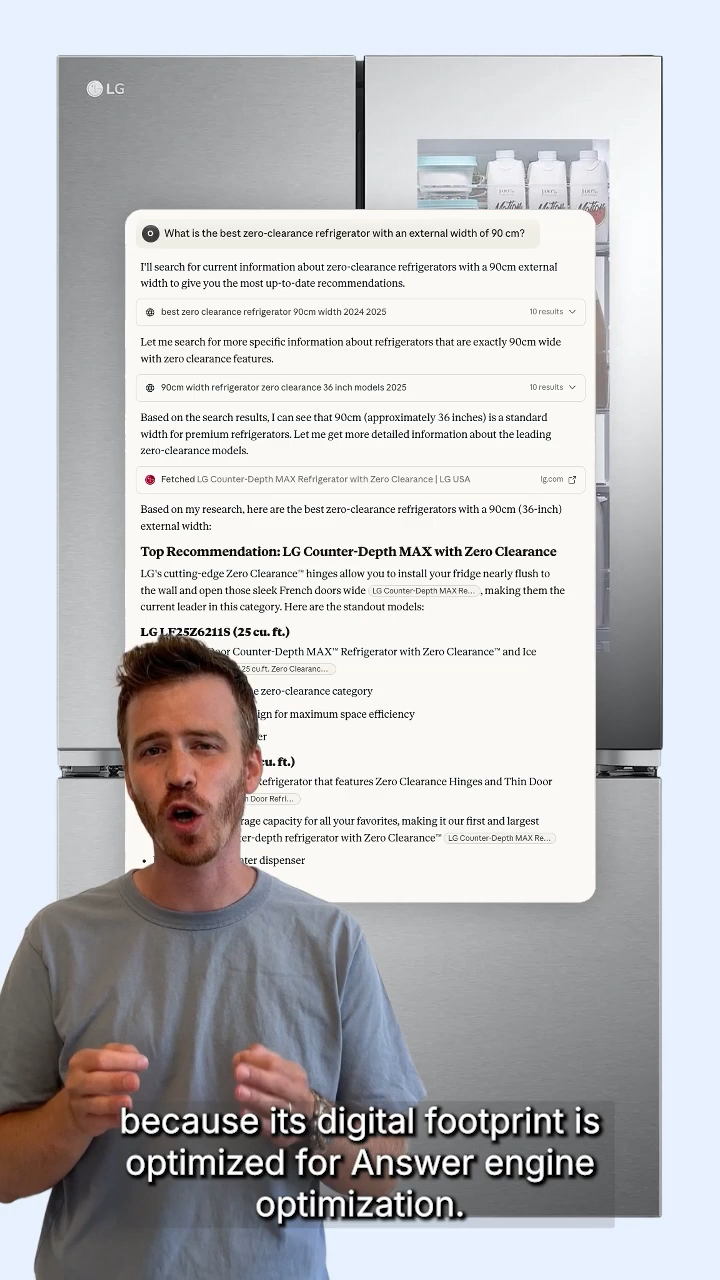 LG
What is the best zero-clearance refrigerator with an external width of 90 cm?
I'll search for current information about zero-clearance refrigerators with a 90cm external
width to give you the most up-to-date recommendations.
best zero clearance refrigerator 90cm width 2024 2025 10 results
Let me search for more specific information about refrigerators that are exactly 90cm wide
with zero clearance features.
90cm width refrigerator zero clearance 36 inch models 2025 10 results
Based on the search results, I can see that 90cm (approximately 36 inches) is a standard
width for premium refrigerators. Let me get more detailed information about the leading
zero-clearance models.
Fetched LG Counter-Depth MAX Refrigerator with Zero Clearance | LG USA lg.com
Based on my research, here are the best zero-clearance refrigerators with a 90cm (36-inch)
external width:
Top Recommendation: LG Counter-Depth MAX with Zero Clearance
LG's cutting-edge Zero Clearance™ hinges allow you to install your fridge nearly flush to
the wall and open those sleek French doors wide LG Counter-Depth MAX Re... , making them the
current leader in this category. Here are the standout models:
LG LF25Z6211S (25 cu. ft.)
Door Counter-Depth MAX™ Refrigerator with Zero Clearance™ and Ice
25 cu.ft. Zero Clearanc...
zero-clearance category
for maximum space efficiency
cu. ft.)
Refrigerator that features Zero Clearance Hinges and Thin Door
Door Refri...
capacity for all your favorites, making it our first and largest
-depth refrigerator with Zero Clearance™ LG Counter-Depth MAX Re...
dispenser
because its digital footprint is
optimized for Answer engine
optimization.